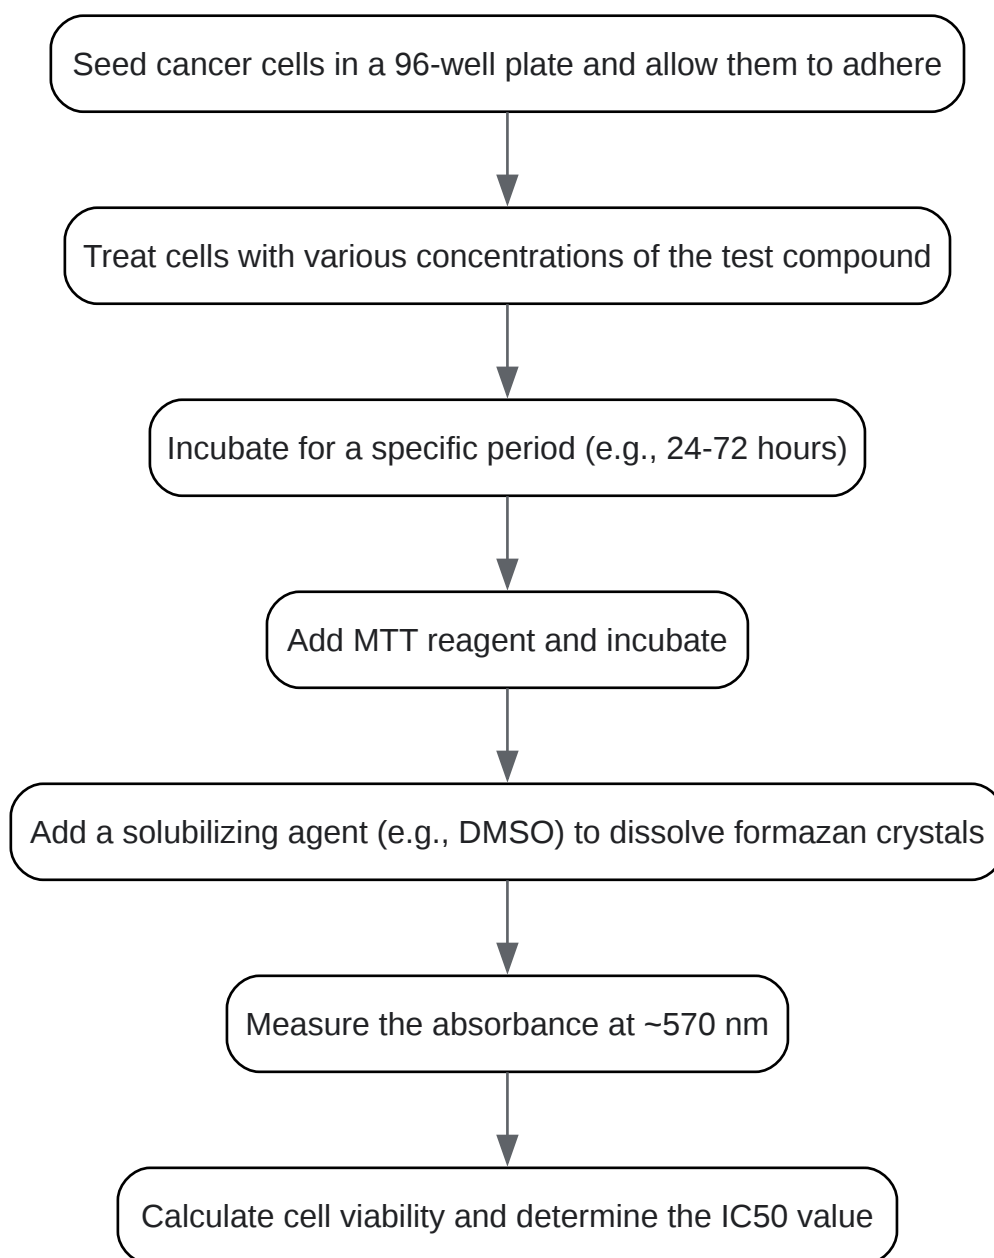 Seed cancer cells in a 96-well plate and allow them to adhere
Treat cells with various concentrations of the test compound
Incubate for a specific period (e.g., 24-72 hours)
Add MTT reagent and incubate
Add a solubilizing agent (e.g., DMSO) to dissolve formazan crystals
Measure the absorbance at ~570 nm
Calculate cell viability and determine the IC50 value